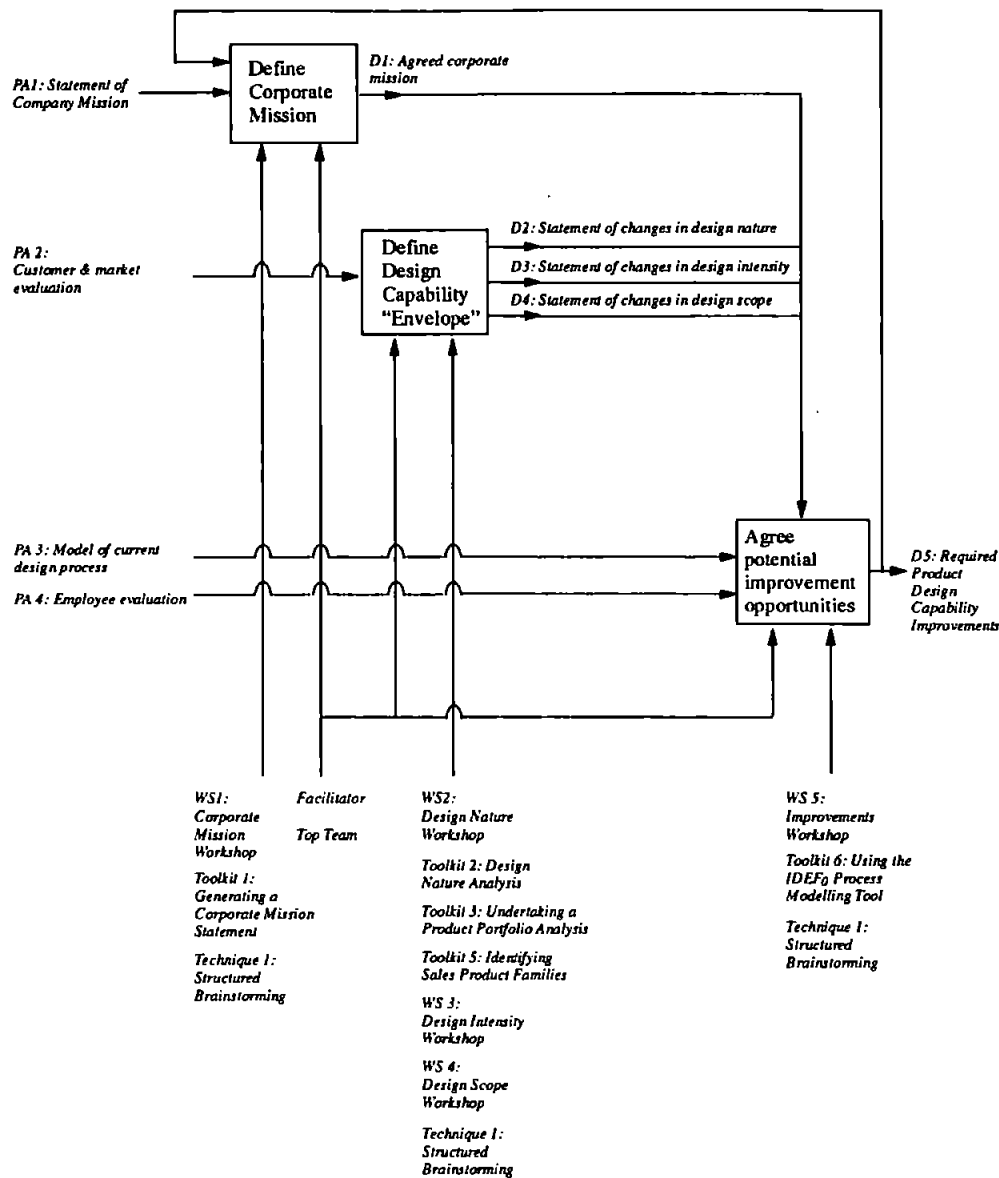 PA1: Statement of
Company Mission
Define
Corporate
Mission
D1: Agreed corporate
mission
PA 2:
Customer & market
evaluation
Define
Design
Capability
“Envelope”
D2: Statement of changes in design nature
D3: Statement of changes in design intensity
D4: Statement of changes in design scope
PA 3: Model of current
design process
PA 4: Employee evaluation
Agree
potential
improvement
opportunities
D5: Required
Product
Design
Capability
Improvements
WS1:
Corporate
Mission
Workshop
Toolkit 1:
Generating a
Corporate Mission
Statement
Technique 1:
Structured
Brainstorming
Facilitator
Top Team
WS2:
Design Nature
Workshop
Toolkit 2: Design
Nature Analysis
Toolkit 3: Undertaking a
Product Portfolio Analysis
Toolkit 5: Identifying
Sales Product Families
WS 3:
Design Intensity
Workshop
WS 4:
Design Scope
Workshop
Technique 1:
Structured
Brainstorming
WS 5:
Improvements
Workshop
Toolkit 6: Using the
IDEF0 Process
Modelling Tool
Technique 1:
Structured
Brainstorming